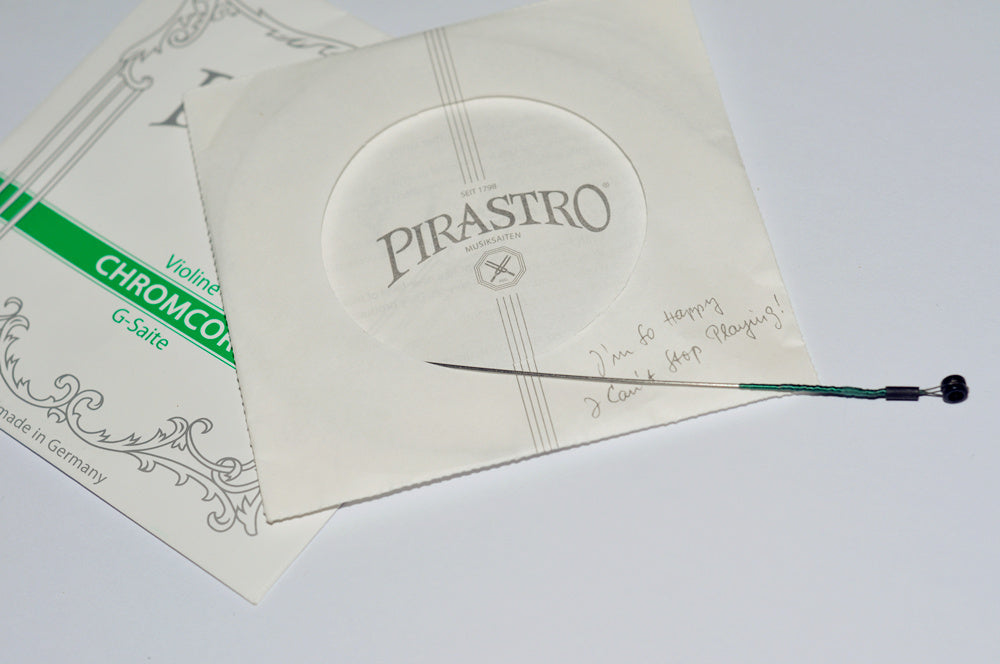 Violine
CHROMCOR
G-Saite
made in Germany
SEIT 1798
PIRASTRO®
MUSIKSAITEN
I'm So Happy
I Can't Stop Playing!